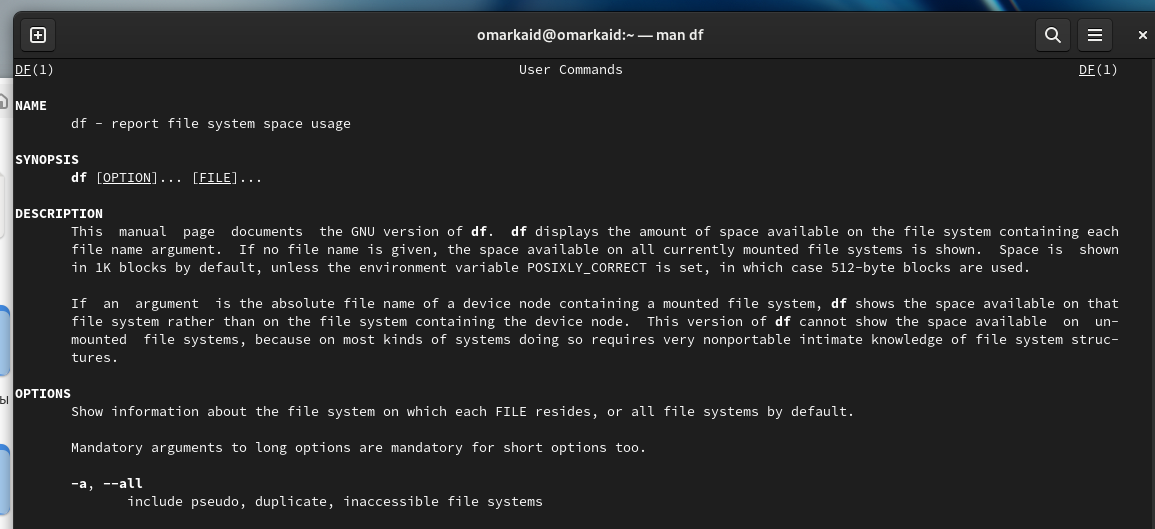 omarkaid@omarkaid:~ — man df
DF(1) User Commands DF(1)
NAME
df - report file system space usage
SYNOPSIS
df [OPTION]... [FILE]...
DESCRIPTION
This manual page documents the GNU version of df. df displays the amount of space available on the file system containing each
file name argument. If no file name is given, the space available on all currently mounted file systems is shown. Space is shown
in 1K blocks by default, unless the environment variable POSIXLY_CORRECT is set, in which case 512-byte blocks are used.
If an argument is the absolute file name of a device node containing a mounted file system, df shows the space available on that
file system rather than on the file system containing the device node. This version of df cannot show the space available on un-
mounted file systems, because on most kinds of systems doing so requires very nonportable intimate knowledge of file system struc-
tures.
ы
OPTIONS
Show information about the file system on which each FILE resides, or all file systems by default.
Mandatory arguments to long options are mandatory for short options too.
-a, --all
include pseudo, duplicate, inaccessible file systems